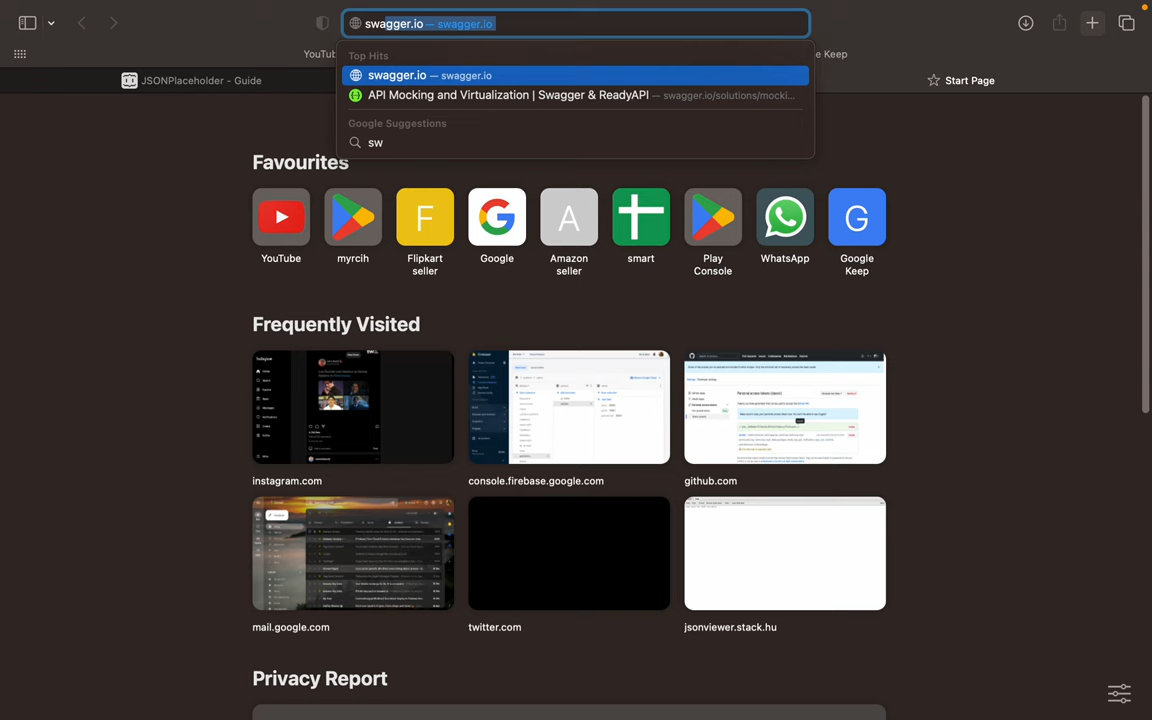 swagger.io — swagger.io
YouTub
e Keep
Top Hits
swagger.io — swagger.io
API Mocking and Virtualization | Swagger & ReadyAPI — swagger.io/solutions/mocki...
Google Suggestions
sw
JSONPlaceholder - Guide
Start Page
Favourites
F
G
A
G
YouTube
myrcih
Flipkart
seller
Google
Amazon
seller
smart
Play
Console
WhatsApp
Google
Keep
Frequently Visited
instagram.com
console.firebase.google.com
github.com
mail.google.com
twitter.com
jsonviewer.stack.hu
Privacy Report